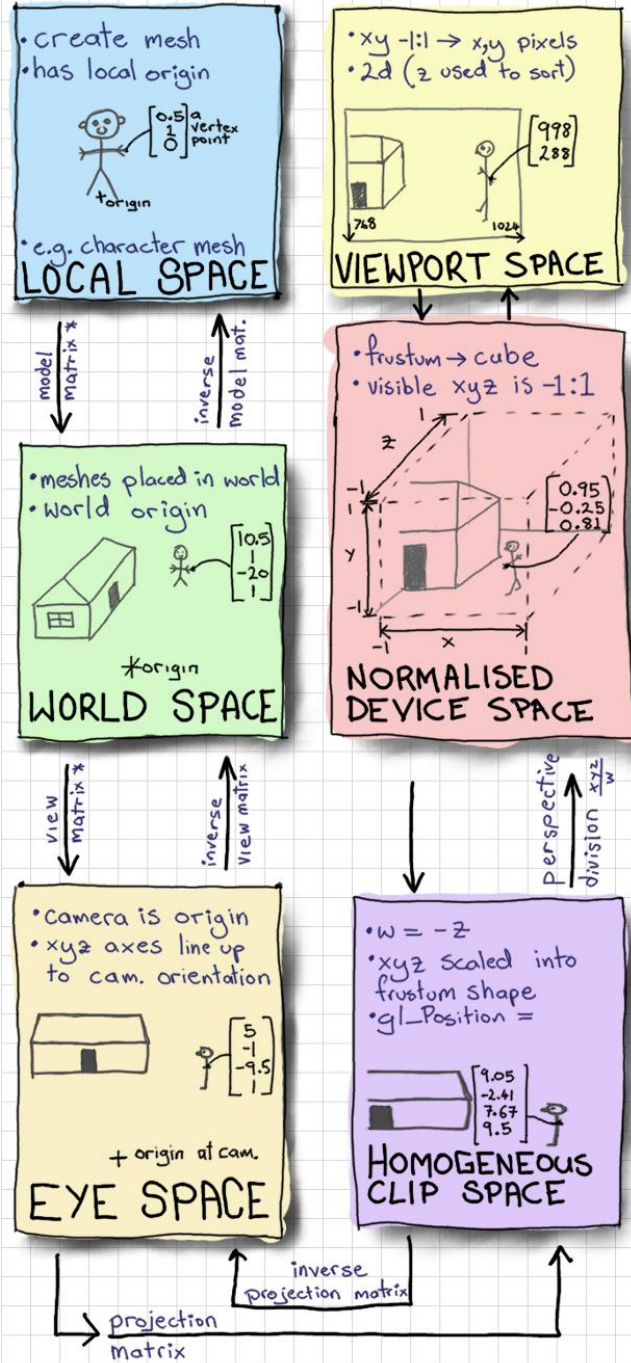 • create mesh
• has local origin
[0.5
1
0]
a
vertex
point
+origin
• e.g. character mesh
LOCAL SPACE
model
matrix *
inverse
model mat.
• meshes placed in world
• world origin
[10.5
1
-20
1]
*origin
WORLD SPACE
view
matrix *
inverse
view matrix
• camera is origin
• xyz axes line up
to cam. orientation
[5
-1
-9.5
1]
+ origin at cam.
EYE SPACE
projection
matrix
inverse
projection matrix
• w = -z
• xyz scaled into
frustum shape
• gl_Position =
[9.05
-2.41
7.67
9.5]
HOMOGENEOUS
CLIP SPACE
perspective
division xyz/w
• frustum → cube
• visible xyz is -1:1
1
z
-1
1
y
-1
-1
x
[0.95
-0.25
0.81]
NORMALISED
DEVICE SPACE
• xy -1:1 → x,y pixels
• 2d (z used to sort)
[998
288]
768
1024
VIEWPORT SPACE